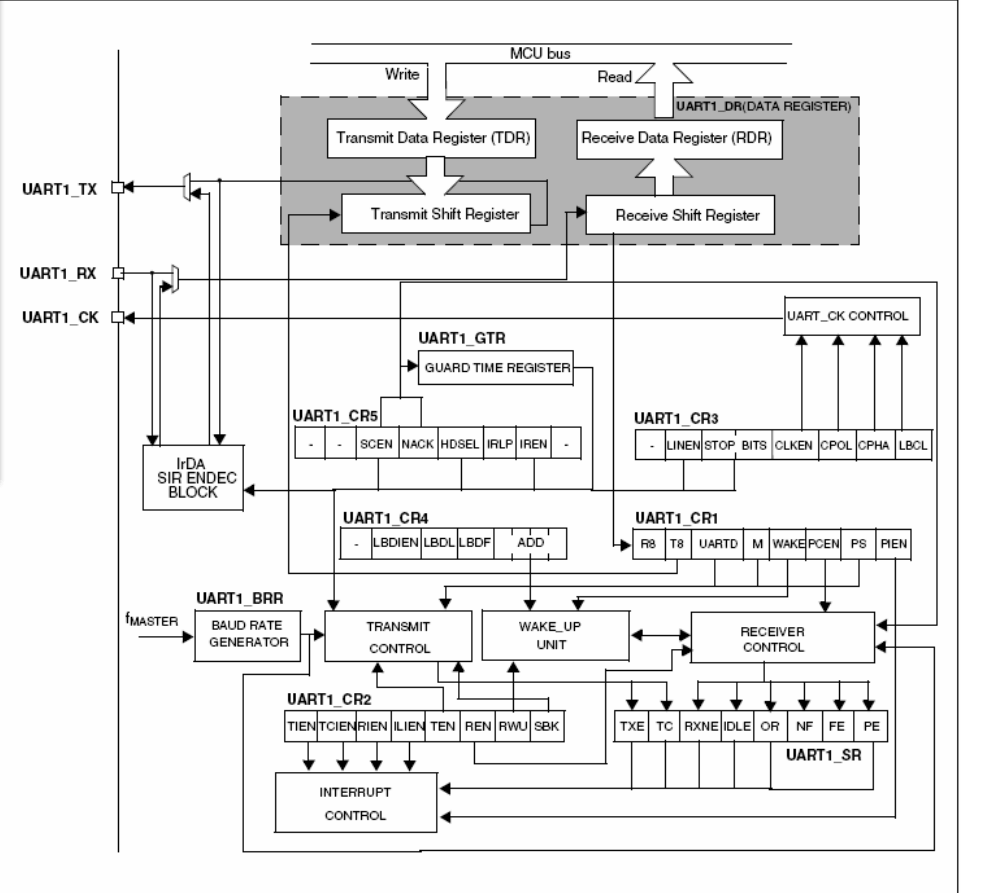 MCU bus
Write
Read
UART1_DR(DATA REGISTER)
Transmit Data Register (TDR)
Receive Data Register (RDR)
UART1_TX
Transmit Shift Register
Receive Shift Register
UART1_RX
UART1_CK
UART_CK CONTROL
UART1_GTR
GUARD TIME REGISTER
UART1_CR5
- - SCEN NACK HDSEL IRLP IREN -
UART1_CR3
- LINEN STOP BITS CLKEN CPOL CPHA LBCL
IrDA
SIR ENDEC
BLOCK
UART1_CR4
- LBDIEN LBDL LBDF ADD
UART1_CR1
R8 T8 UARTD M WAKE PCEN PS PIEN
UART1_BRR
fMASTER
BAUD RATE
GENERATOR
TRANSMIT
CONTROL
WAKE_UP
UNIT
RECEIVER
CONTROL
UART1_CR2
TIEN TCIEN RIEN ILIEN TEN REN RWU SBK
TXE TC RXNE IDLE OR NF FE PE
UART1_SR
INTERRUPT
CONTROL